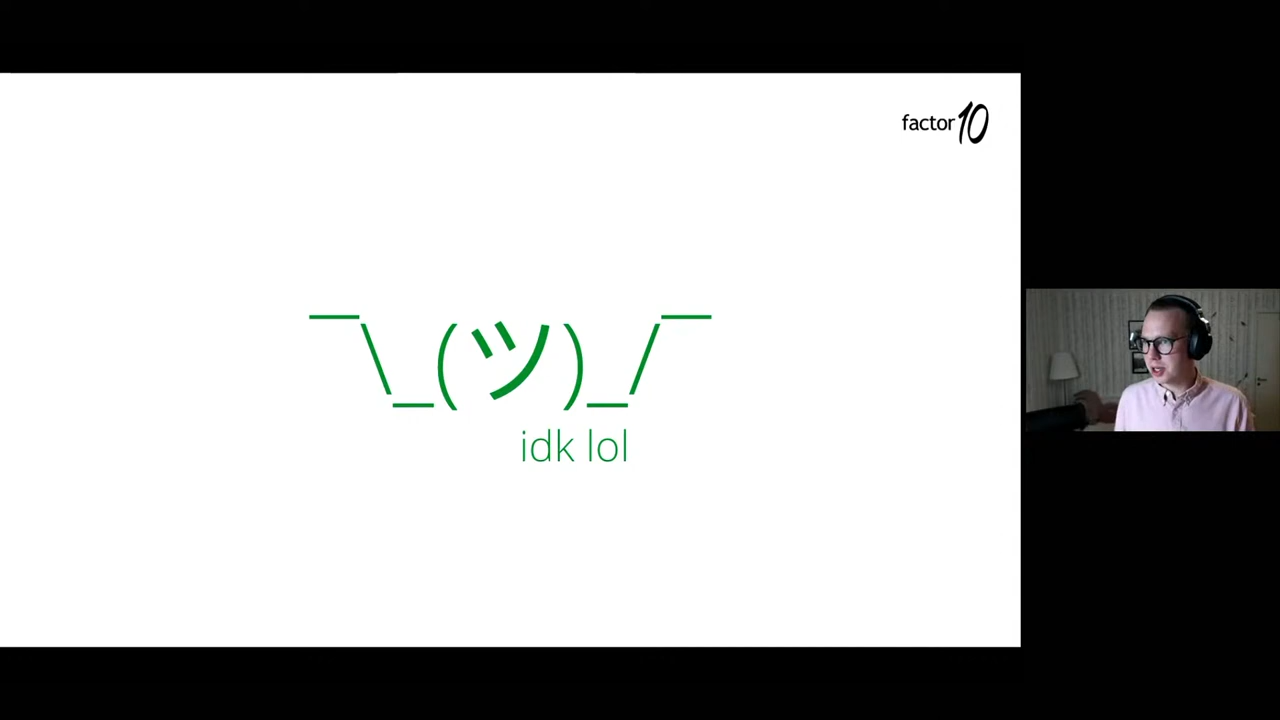 factor10
¯\_(ツ)_/¯
idk lol